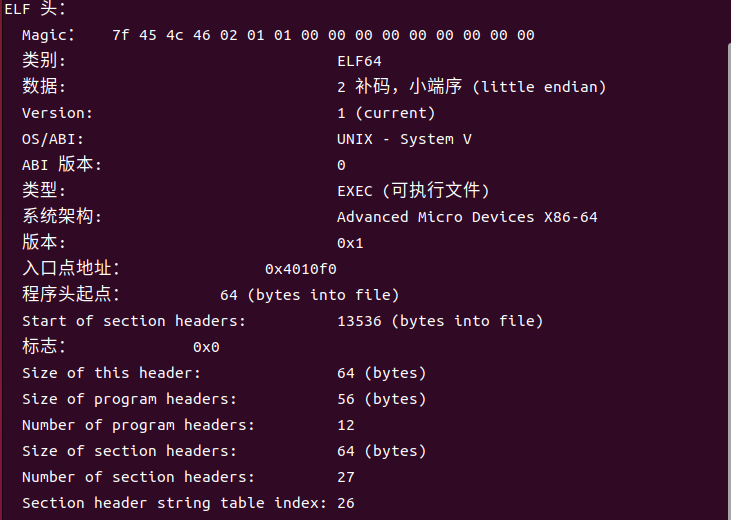 ELF 头：
Magic：   7f 45 4c 46 02 01 01 00 00 00 00 00 00 00 00 00
类别:                              ELF64
数据:                              2 补码，小端序 (little endian)
Version:                           1 (current)
OS/ABI:                            UNIX - System V
ABI 版本:                          0
类型:                              EXEC (可执行文件)
系统架构:                          Advanced Micro Devices X86-64
版本:                              0x1
入口点地址：               0x4010f0
程序头起点：          64 (bytes into file)
Start of section headers:          13536 (bytes into file)
标志：             0x0
Size of this header:               64 (bytes)
Size of program headers:           56 (bytes)
Number of program headers:         12
Size of section headers:           64 (bytes)
Number of section headers:         27
Section header string table index: 26